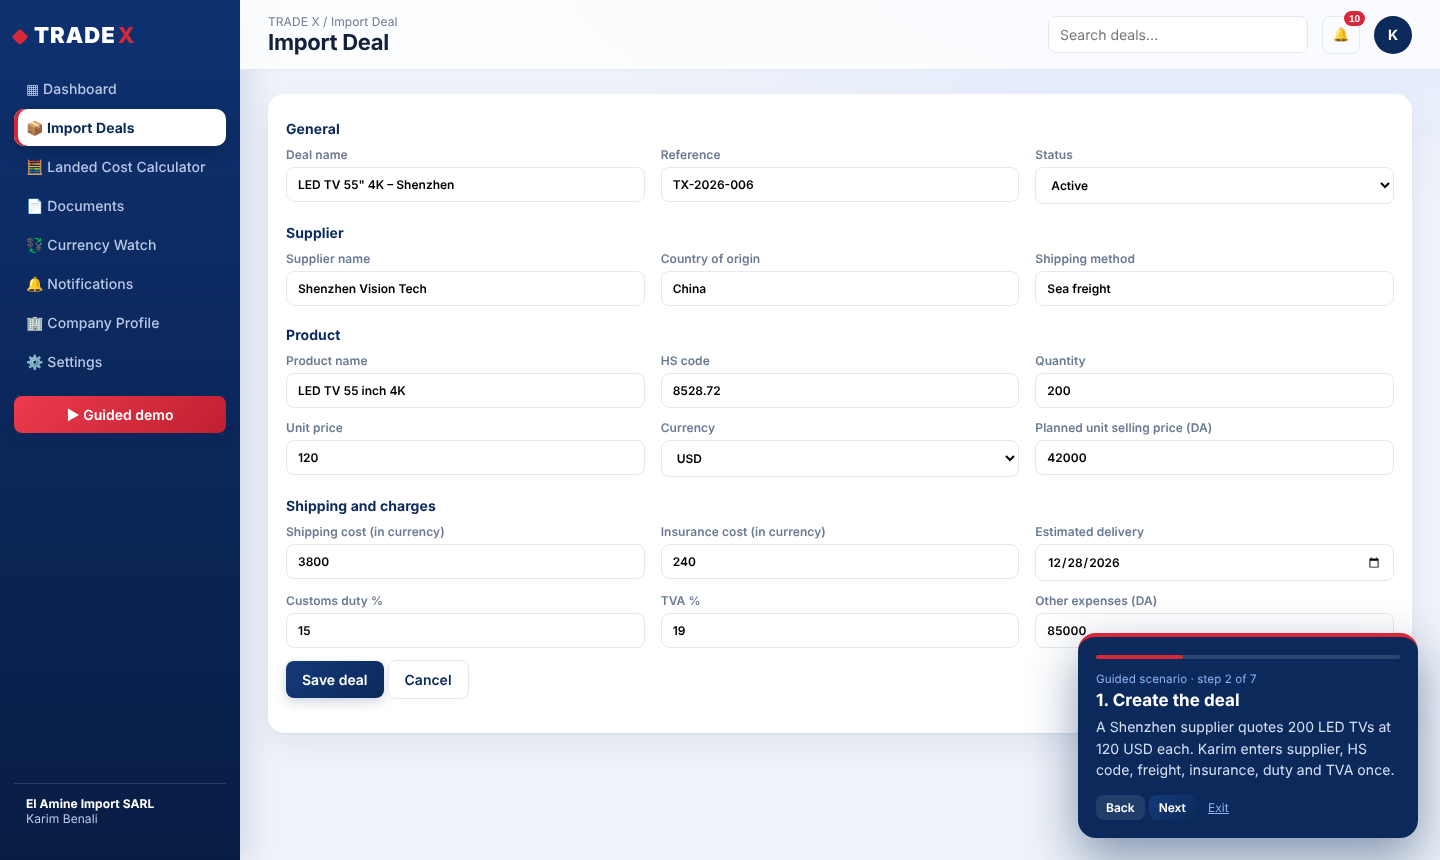 TRADE X
Dashboard
Import Deals
Landed Cost Calculator
Documents
Currency Watch
Notifications
Company Profile
Settings
Guided demo
El Amine Import SARL
Karim Benali
TRADE X / Import Deal
Import Deal
Search deals...
10
K
General
Deal name
Reference
Status
LED TV 55" 4K – Shenzhen
TX-2026-006
Active
Supplier
Supplier name
Country of origin
Shipping method
Shenzhen Vision Tech
China
Sea freight
Product
Product name
HS code
Quantity
LED TV 55 inch 4K
8528.72
200
Unit price
Currency
Planned unit selling price (DA)
120
USD
42000
Shipping and charges
Shipping cost (in currency)
Insurance cost (in currency)
Estimated delivery
3800
240
12/28/2026
Customs duty %
TVA %
Other expenses (DA)
15
19
85000
Save deal
Cancel
Guided scenario · step 2 of 7
1. Create the deal
A Shenzhen supplier quotes 200 LED TVs at
120 USD each. Karim enters supplier, HS
code, freight, insurance, duty and TVA once.
Back
Next
Exit